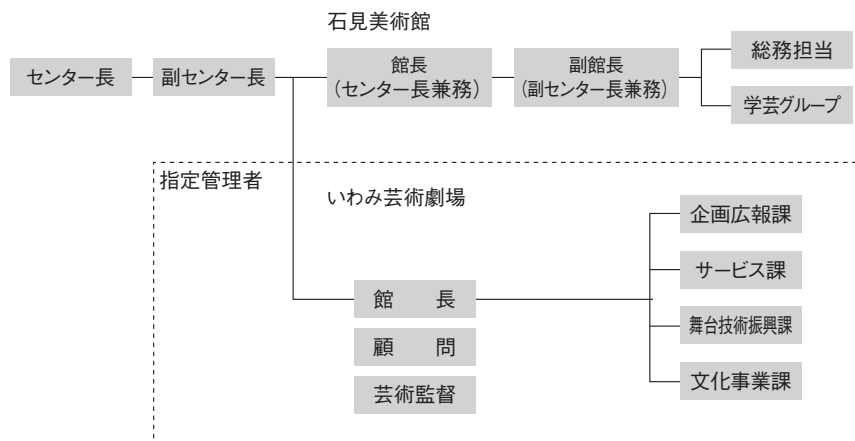 石見美術館
センター長
副センター長
館長
（センター長兼務）
副館長
（副センター長兼務）
総務担当
学芸グループ
指定管理者
いわみ芸術劇場
館　　長
顧　　問
芸術監督
企画広報課
サービス課
舞台技術振興課
文化事業課